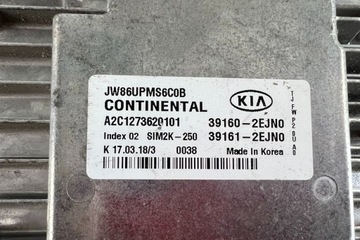 JW86UPMS6C0B
CONTINENTAL KIA
A2C1273620101 39160-2EJN0
Index 02 SIM2K-250 39161-2EJN0
K 17.03.18/3 0038 Made In Korea